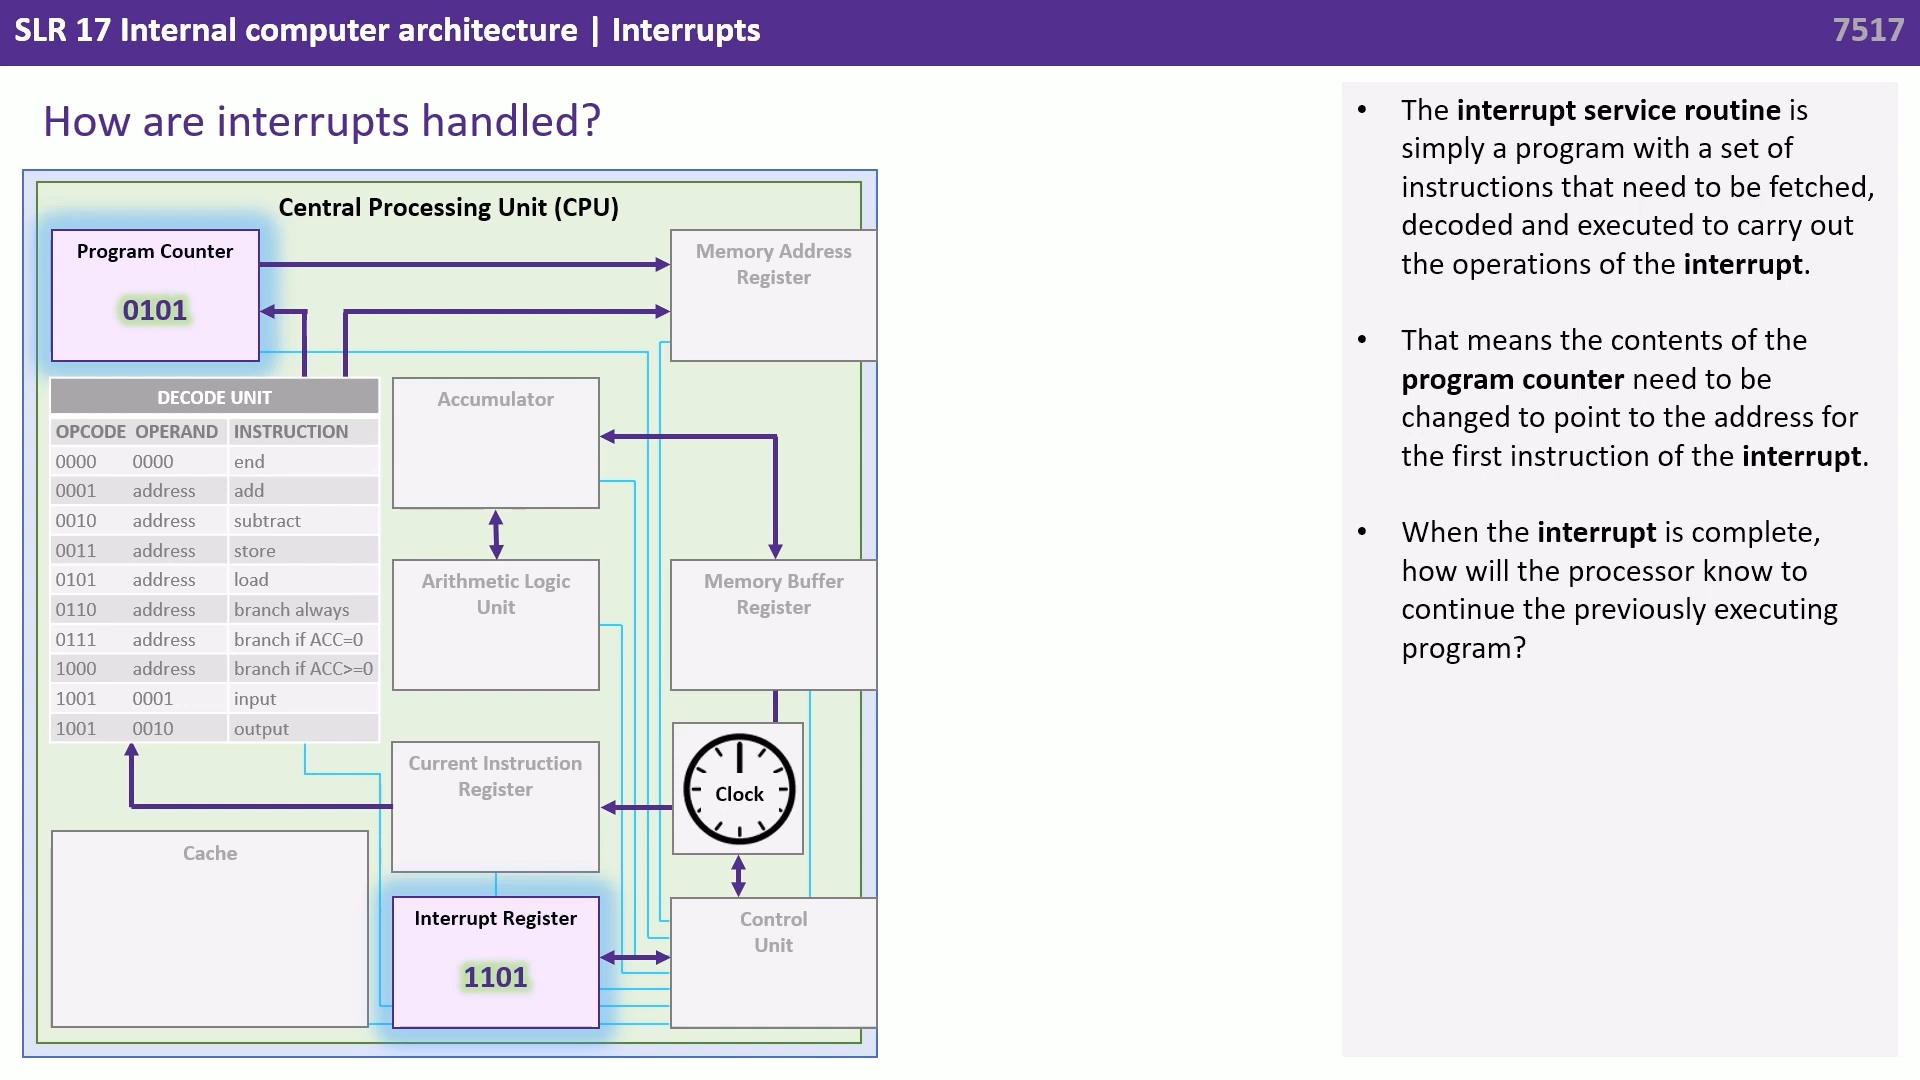 SLR 17 Internal computer architecture | Interrupts
7517
How are interrupts handled?
Central Processing Unit (CPU)
Program Counter
0101
Memory Address
Register
DECODE UNIT
OPCODE OPERAND INSTRUCTION
0000 0000 end
0001 address add
0010 address subtract
0011 address store
0101 address load
0110 address branch always
0111 address branch if ACC=0
1000 address branch if ACC>=0
1001 0001 input
1001 0010 output
Accumulator
Arithmetic Logic
Unit
Memory Buffer
Register
Current Instruction
Register
Clock
Cache
Interrupt Register
1101
Control
Unit
• The interrupt service routine is
simply a program with a set of
instructions that need to be fetched,
decoded and executed to carry out
the operations of the interrupt.
• That means the contents of the
program counter need to be
changed to point to the address for
the first instruction of the interrupt.
• When the interrupt is complete,
how will the processor know to
continue the previously executing
program?